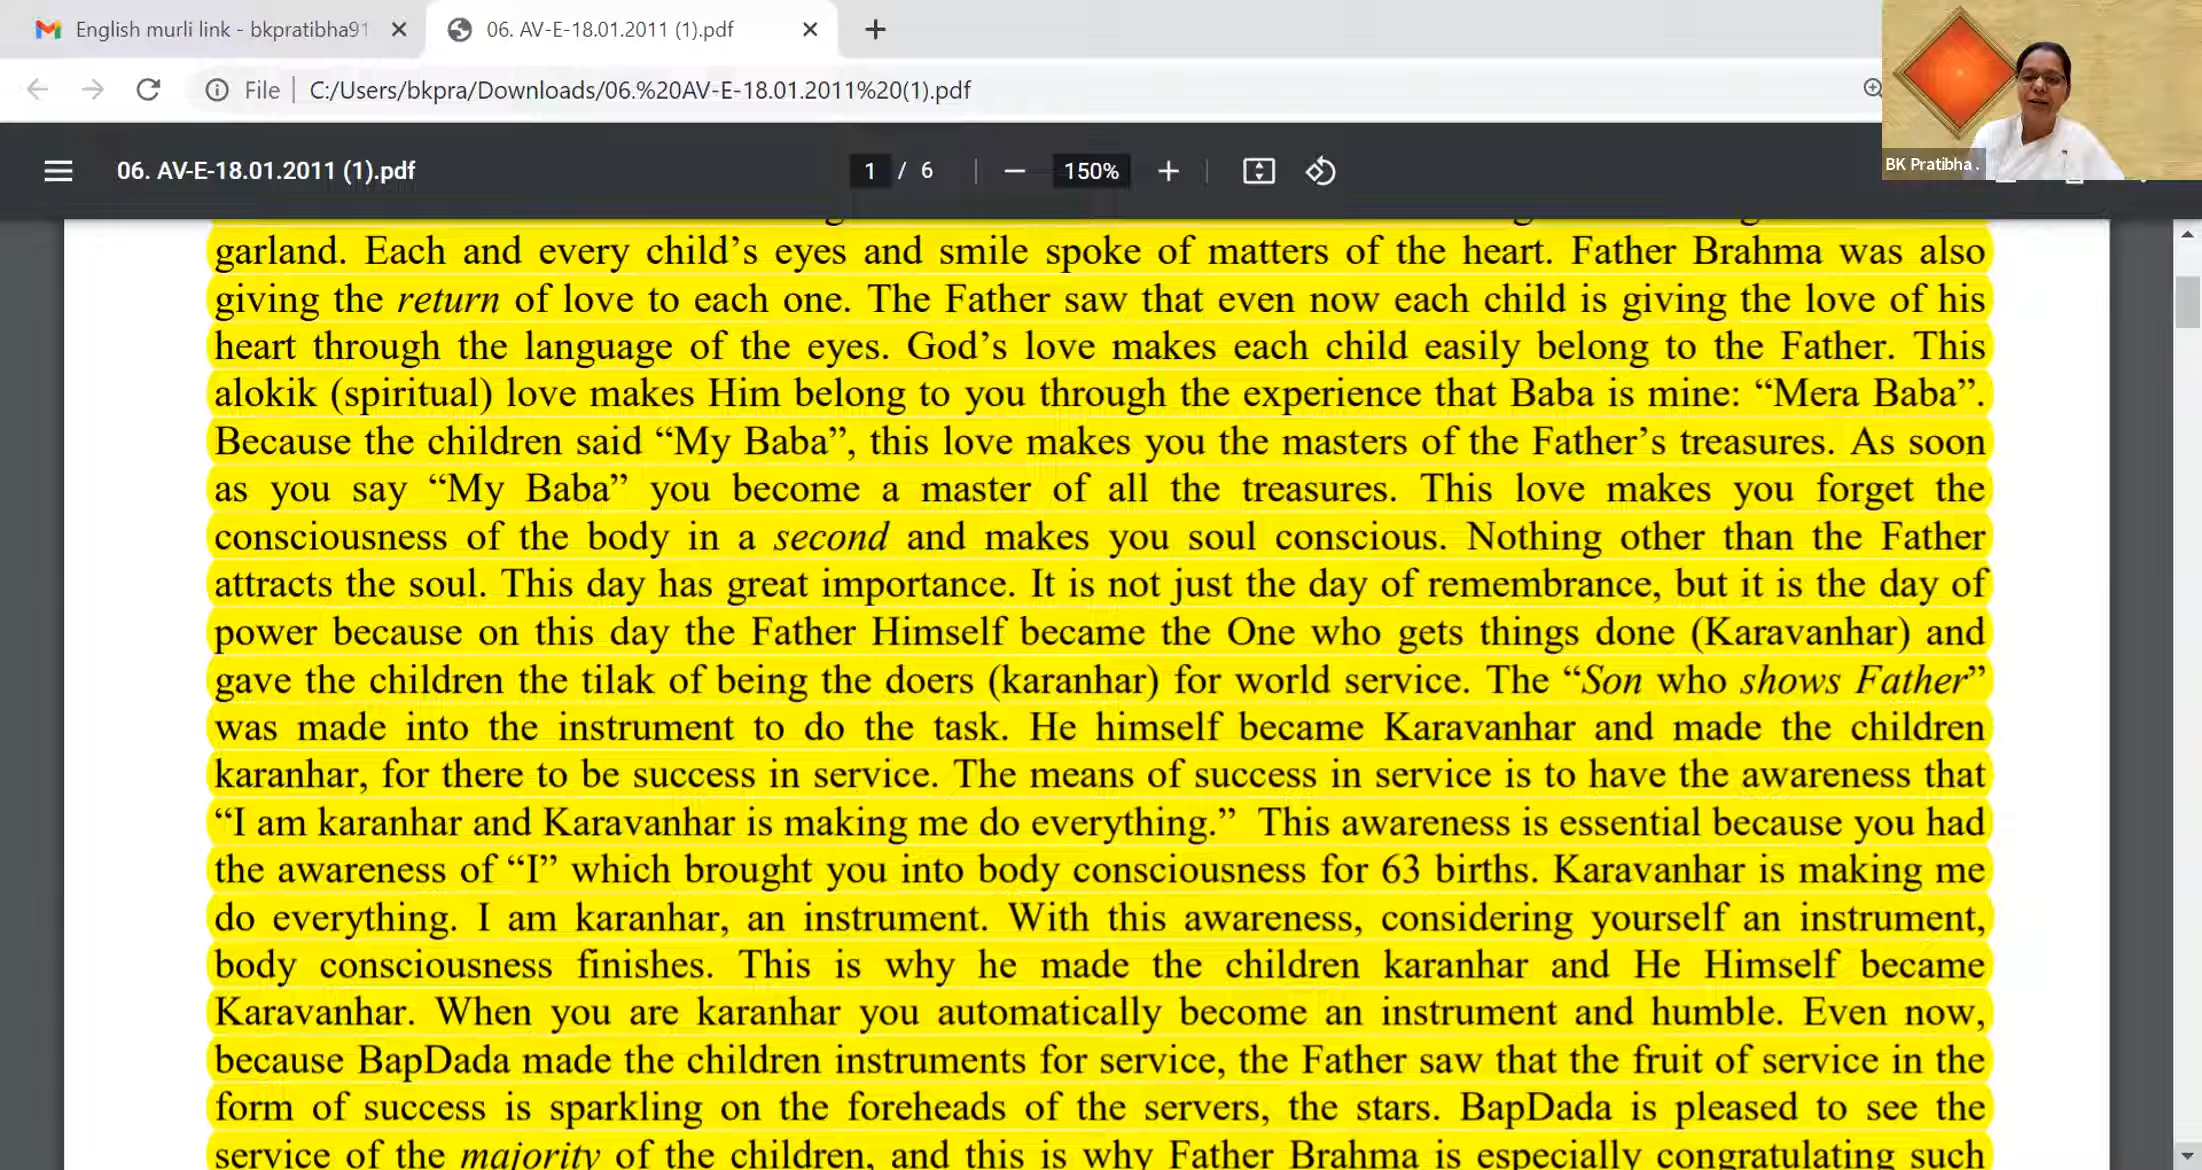 English murli link - bkpratibha91
06. AV-E-18.01.2011 (1).pdf
File
C:/Users/bkpra/Downloads/06.%20AV-E-18.01.2011%20(1).pdf
06. AV-E-18.01.2011 (1).pdf
1 / 6
150%
BK Pratibha .
garland. Each and every child’s eyes and smile spoke of matters of the heart. Father Brahma was also
giving the return of love to each one. The Father saw that even now each child is giving the love of his
heart through the language of the eyes. God’s love makes each child easily belong to the Father. This
alokik (spiritual) love makes Him belong to you through the experience that Baba is mine: “Mera Baba”.
Because the children said “My Baba”, this love makes you the masters of the Father’s treasures. As soon
as you say “My Baba” you become a master of all the treasures. This love makes you forget the
consciousness of the body in a second and makes you soul conscious. Nothing other than the Father
attracts the soul. This day has great importance. It is not just the day of remembrance, but it is the day of
power because on this day the Father Himself became the One who gets things done (Karavanhar) and
gave the children the tilak of being the doers (karanhar) for world service. The “Son who shows Father”
was made into the instrument to do the task. He himself became Karavanhar and made the children
karanhar, for there to be success in service. The means of success in service is to have the awareness that
“I am karanhar and Karavanhar is making me do everything.” This awareness is essential because you had
the awareness of “I” which brought you into body consciousness for 63 births. Karavanhar is making me
do everything. I am karanhar, an instrument. With this awareness, considering yourself an instrument,
body consciousness finishes. This is why he made the children karanhar and He Himself became
Karavanhar. When you are karanhar you automatically become an instrument and humble. Even now,
because BapDada made the children instruments for service, the Father saw that the fruit of service in the
form of success is sparkling on the foreheads of the servers, the stars. BapDada is pleased to see the
service of the majority of the children, and this is why Father Brahma is especially congratulating such